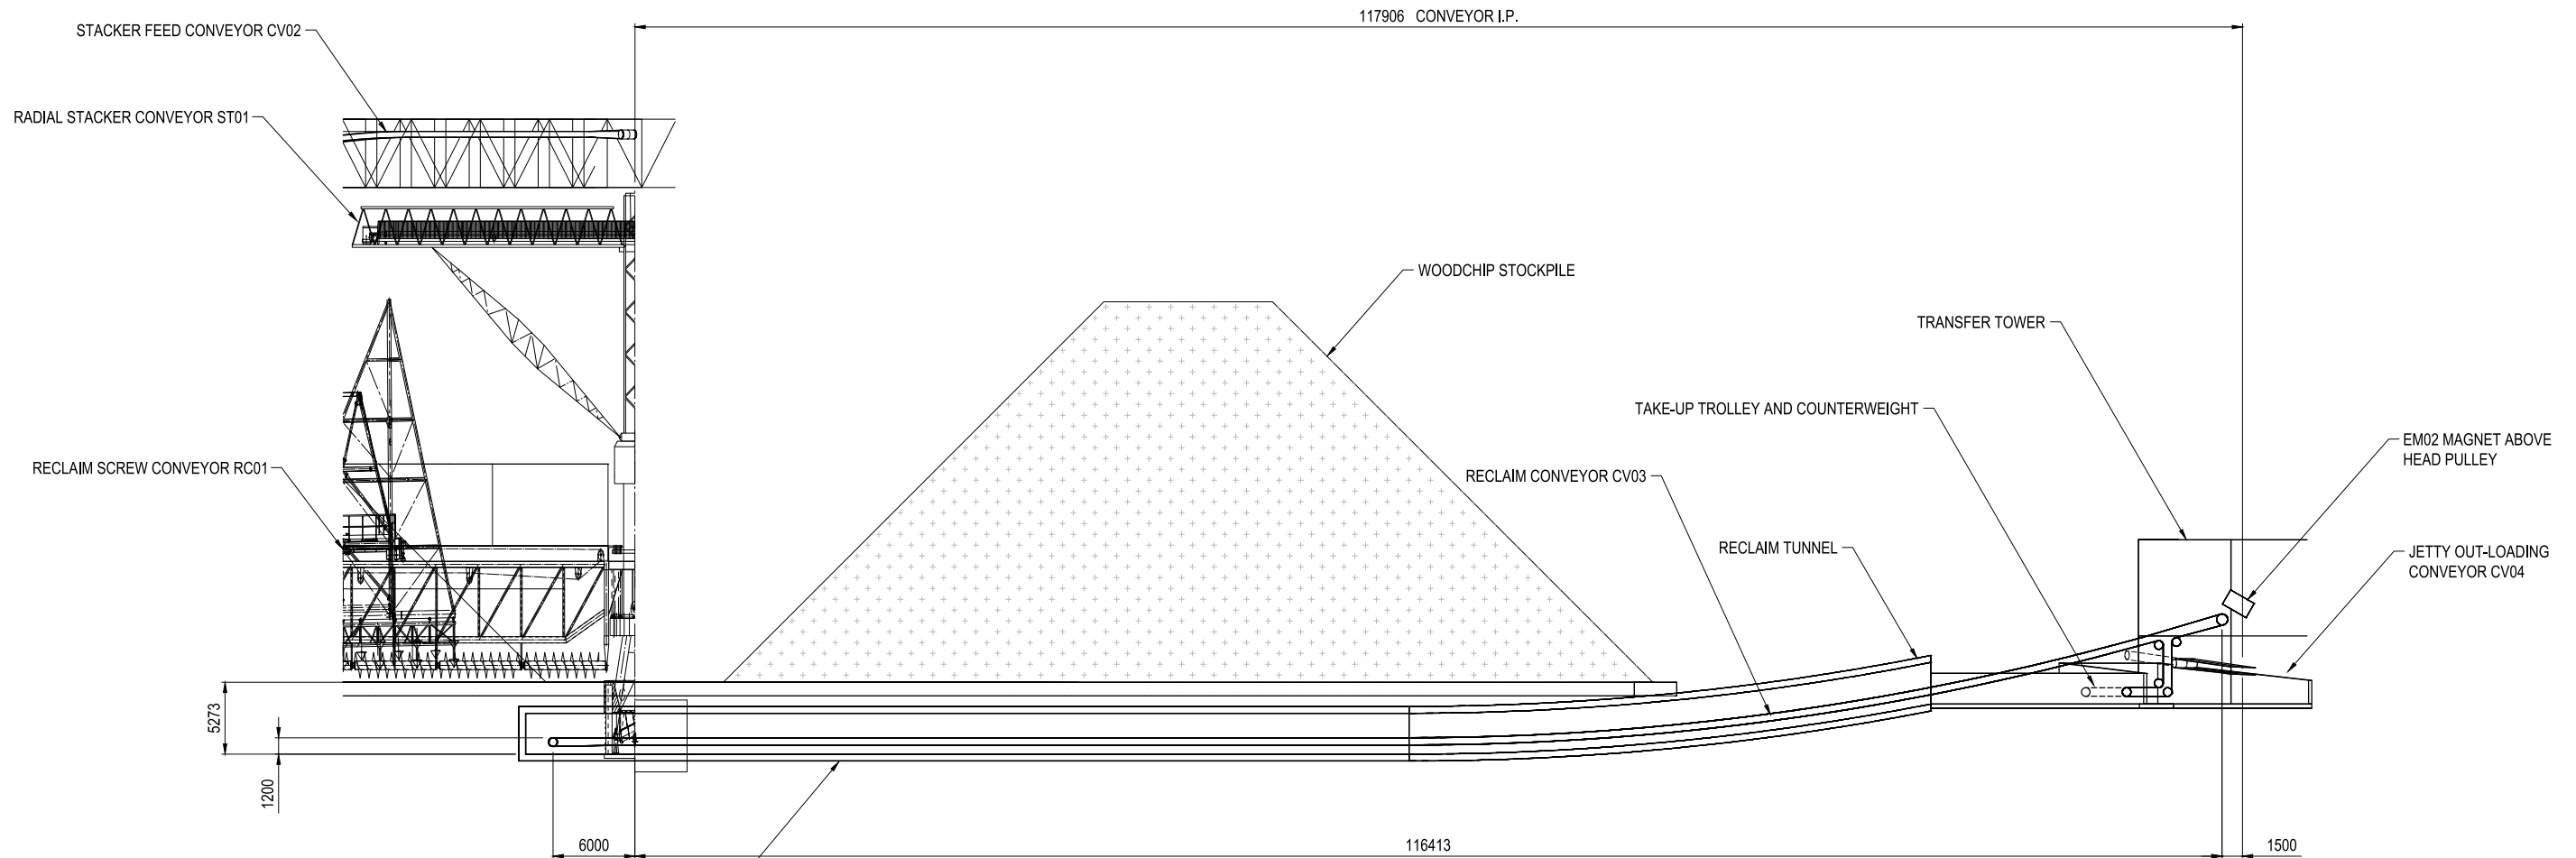 117906 CONVEYOR I.P.
STACKER FEED CONVEYOR CV02
RADIAL STACKER CONVEYOR ST01
WOODCHIP STOCKPILE
TRANSFER TOWER
TAKE-UP TROLLEY AND COUNTERWEIGHT
EM02 MAGNET ABOVE
HEAD PULLEY
RECLAIM SCREW CONVEYOR RC01
RECLAIM CONVEYOR CV03
RECLAIM TUNNEL
JETTY OUT-LOADING
CONVEYOR CV04
5273
1200
6000
116413
1500